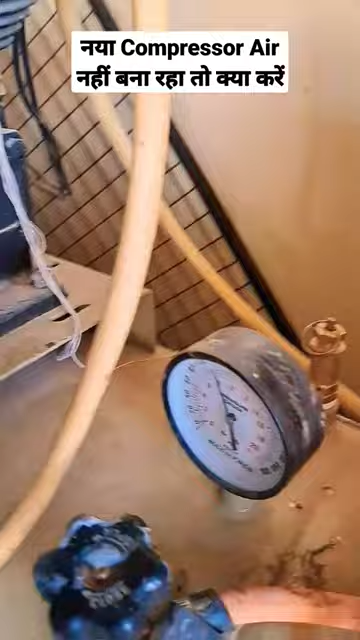 नया Compressor Air
नहीं बना रहा तो क्या करें